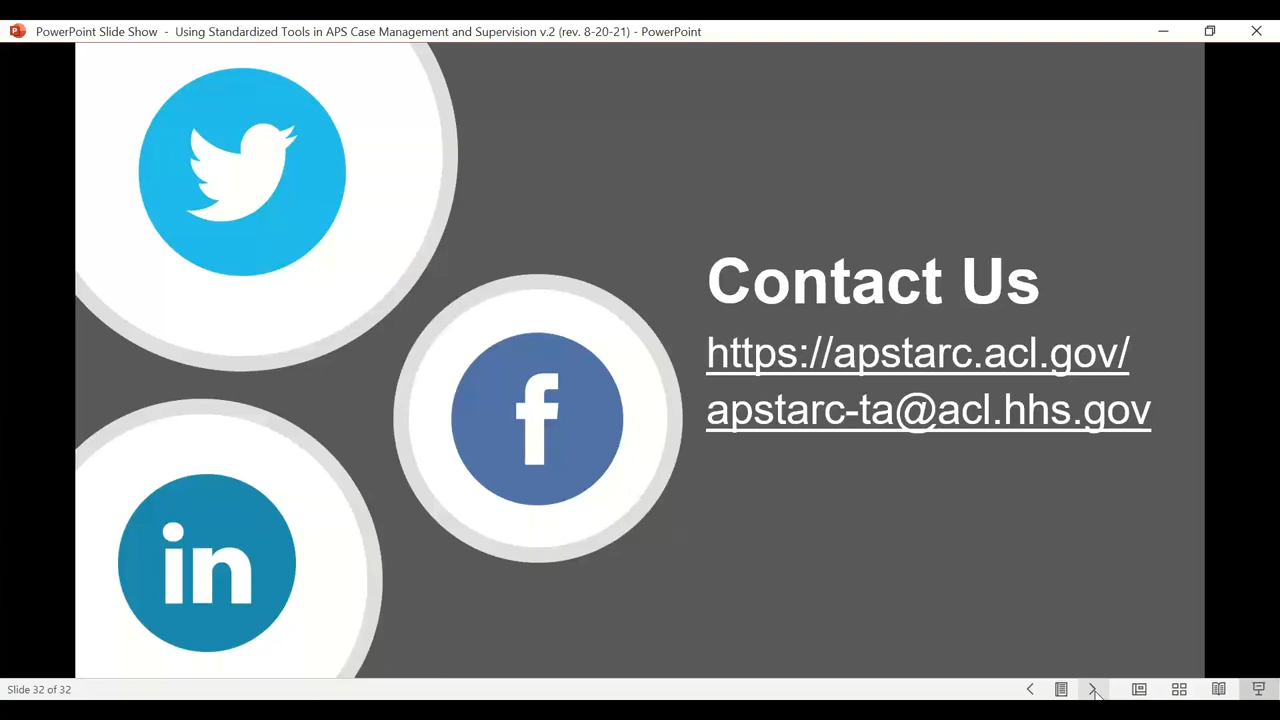 PowerPoint Slide Show - Using Standardized Tools in APS Case Management and Supervision v.2 (rev. 8-20-21) - PowerPoint
Contact Us
https://apstarc.acl.gov/
apstarc-ta@acl.hhs.gov
f
in
Slide 32 of 32